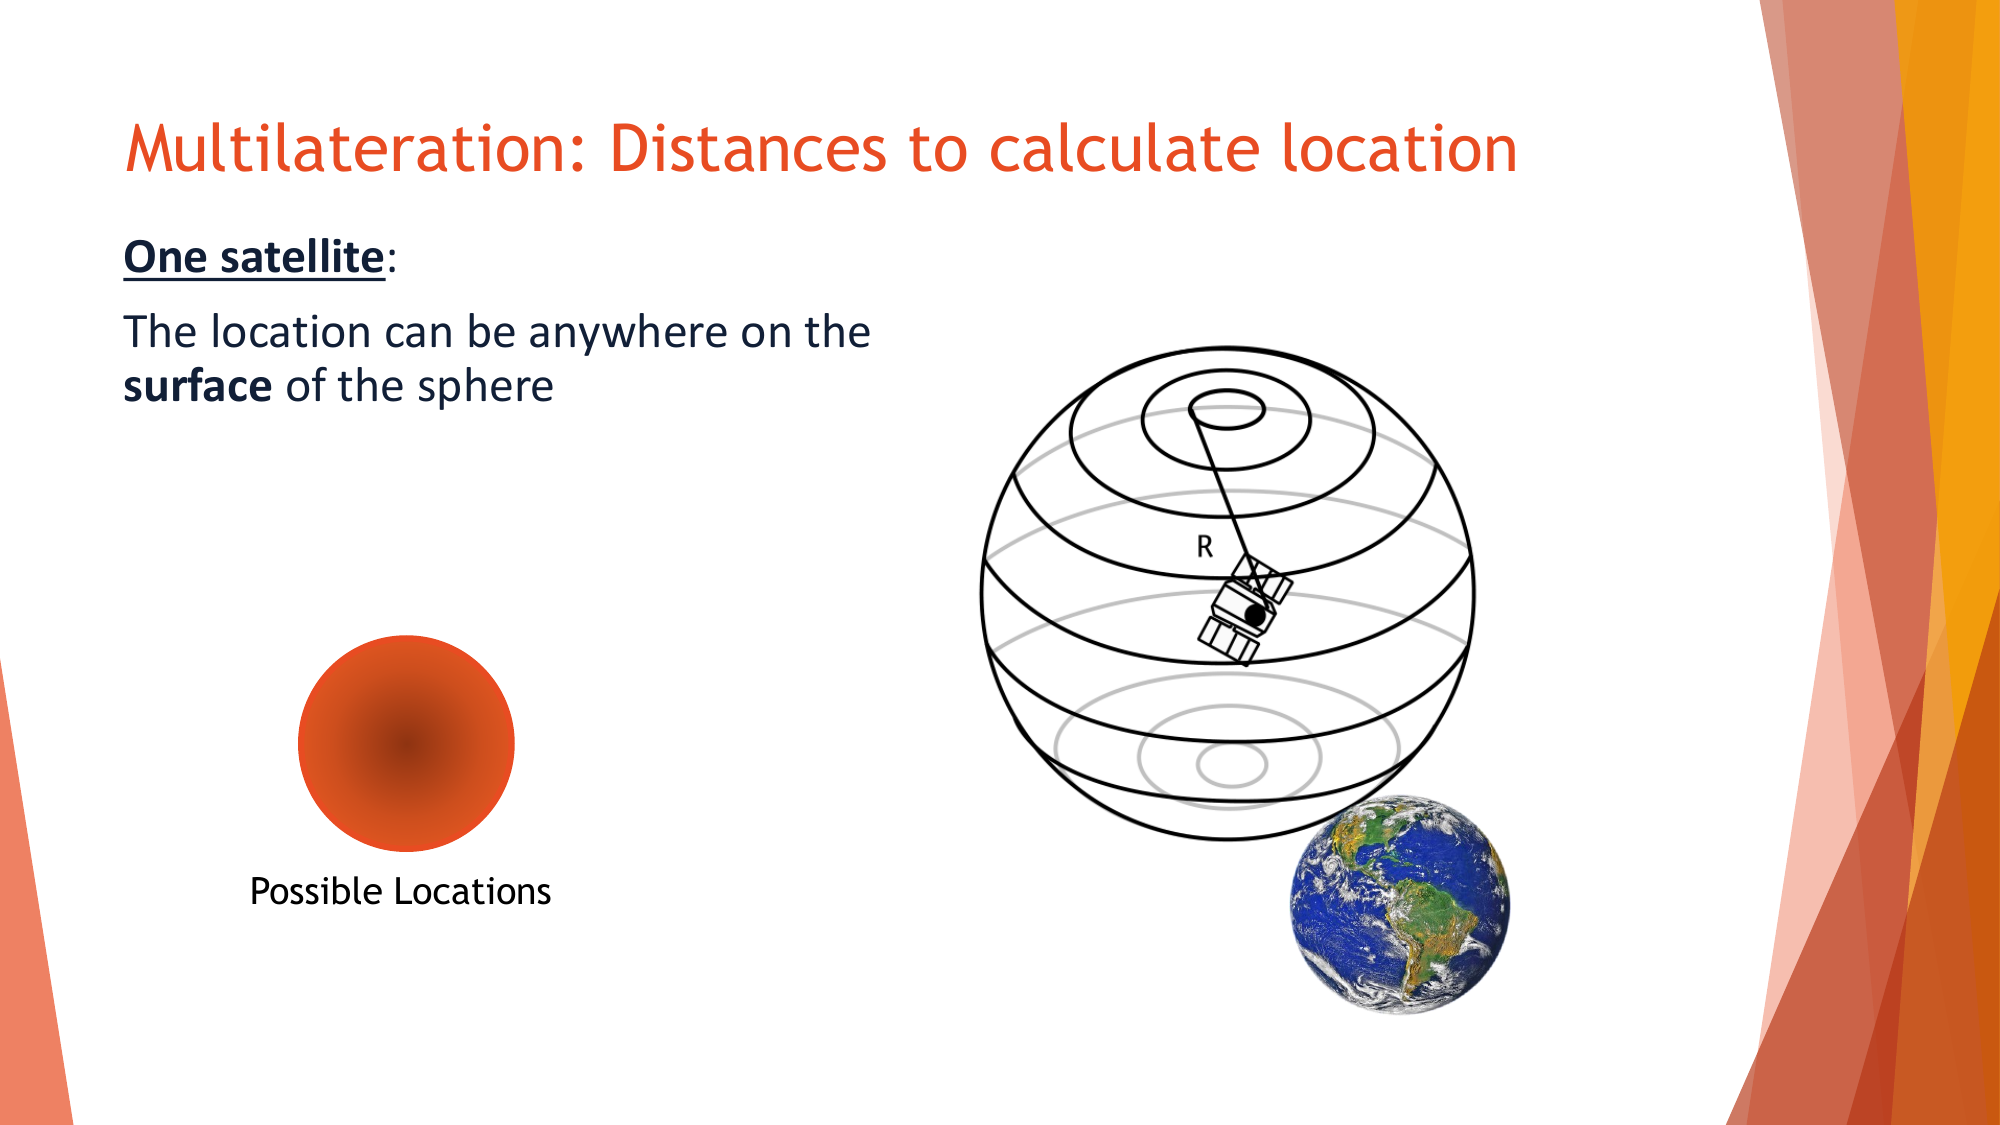 Multilateration: Distances to calculate location
One satellite:
The location can be anywhere on the
surface of the sphere
R
Possible Locations